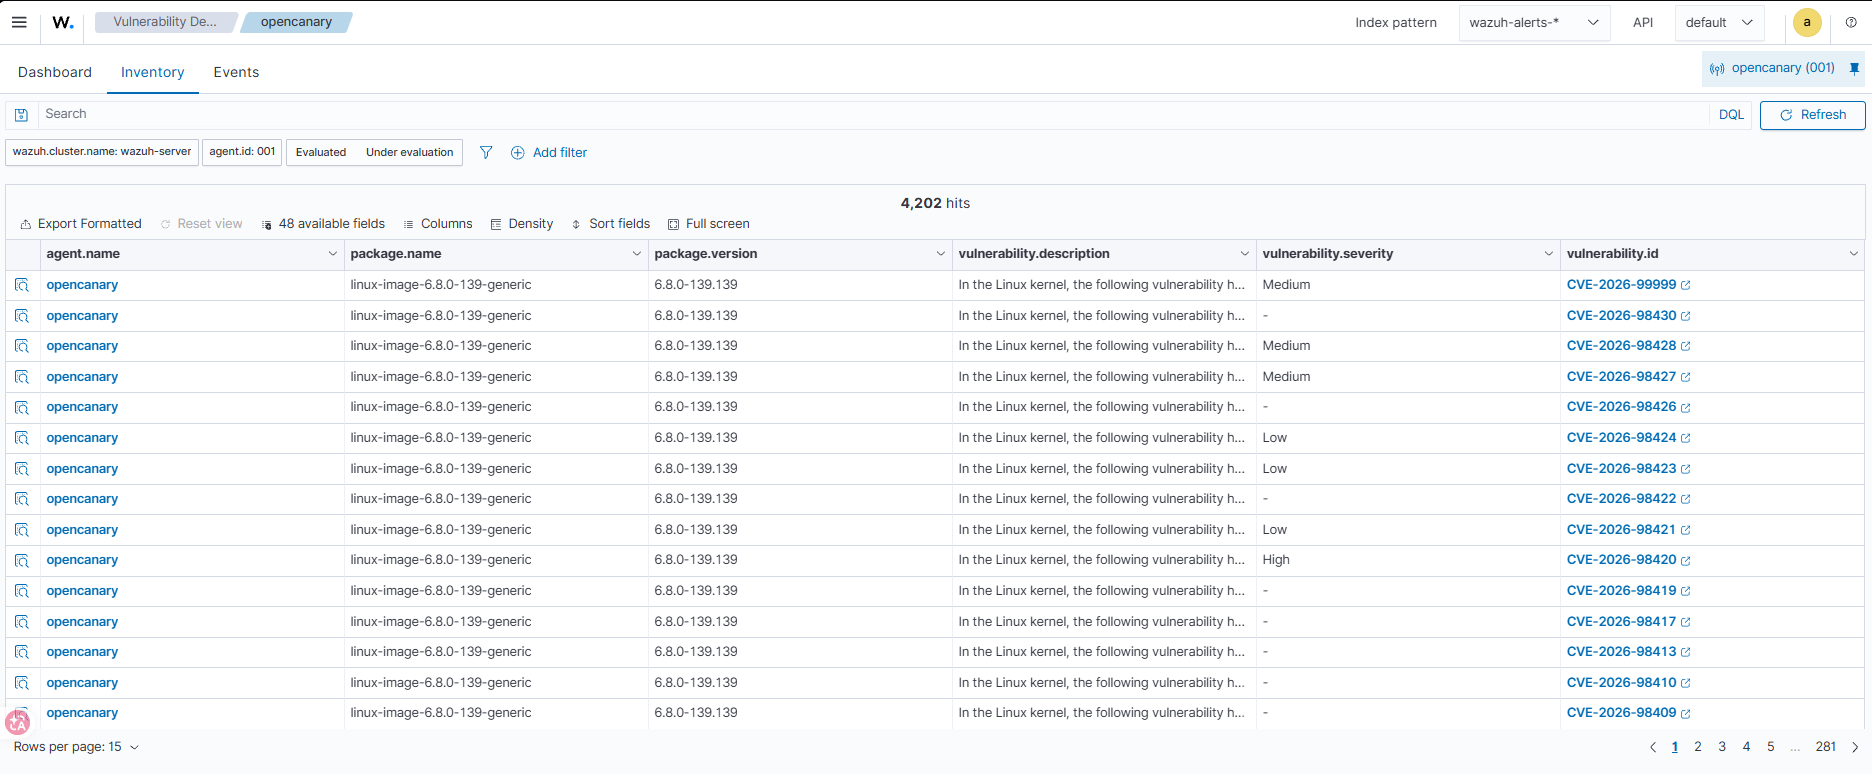 W. Vulnerability De... opencanary Index pattern wazuh-alerts-* API default a
Dashboard Inventory Events opencanary (001)
Search DQL Refresh
wazuh.cluster.name: wazuh-server agent.id: 001 Evaluated Under evaluation Add filter
4,202 hits
Export Formatted Reset view 48 available fields Columns Density Sort fields Full screen
agent.name package.name package.version vulnerability.description vulnerability.severity vulnerability.id
opencanary linux-image-6.8.0-139-generic 6.8.0-139.139 In the Linux kernel, the following vulnerability h... Medium CVE-2026-99999
opencanary linux-image-6.8.0-139-generic 6.8.0-139.139 In the Linux kernel, the following vulnerability h... - CVE-2026-98430
opencanary linux-image-6.8.0-139-generic 6.8.0-139.139 In the Linux kernel, the following vulnerability h... Medium CVE-2026-98428
opencanary linux-image-6.8.0-139-generic 6.8.0-139.139 In the Linux kernel, the following vulnerability h... Medium CVE-2026-98427
opencanary linux-image-6.8.0-139-generic 6.8.0-139.139 In the Linux kernel, the following vulnerability h... - CVE-2026-98426
opencanary linux-image-6.8.0-139-generic 6.8.0-139.139 In the Linux kernel, the following vulnerability h... Low CVE-2026-98424
opencanary linux-image-6.8.0-139-generic 6.8.0-139.139 In the Linux kernel, the following vulnerability h... Low CVE-2026-98423
opencanary linux-image-6.8.0-139-generic 6.8.0-139.139 In the Linux kernel, the following vulnerability h... - CVE-2026-98422
opencanary linux-image-6.8.0-139-generic 6.8.0-139.139 In the Linux kernel, the following vulnerability h... Low CVE-2026-98421
opencanary linux-image-6.8.0-139-generic 6.8.0-139.139 In the Linux kernel, the following vulnerability h... High CVE-2026-98420
opencanary linux-image-6.8.0-139-generic 6.8.0-139.139 In the Linux kernel, the following vulnerability h... - CVE-2026-98419
opencanary linux-image-6.8.0-139-generic 6.8.0-139.139 In the Linux kernel, the following vulnerability h... - CVE-2026-98417
opencanary linux-image-6.8.0-139-generic 6.8.0-139.139 In the Linux kernel, the following vulnerability h... - CVE-2026-98413
opencanary linux-image-6.8.0-139-generic 6.8.0-139.139 In the Linux kernel, the following vulnerability h... - CVE-2026-98410
opencanary linux-image-6.8.0-139-generic 6.8.0-139.139 In the Linux kernel, the following vulnerability h... - CVE-2026-98409
Rows per page: 15 1 2 3 4 5 ... 281